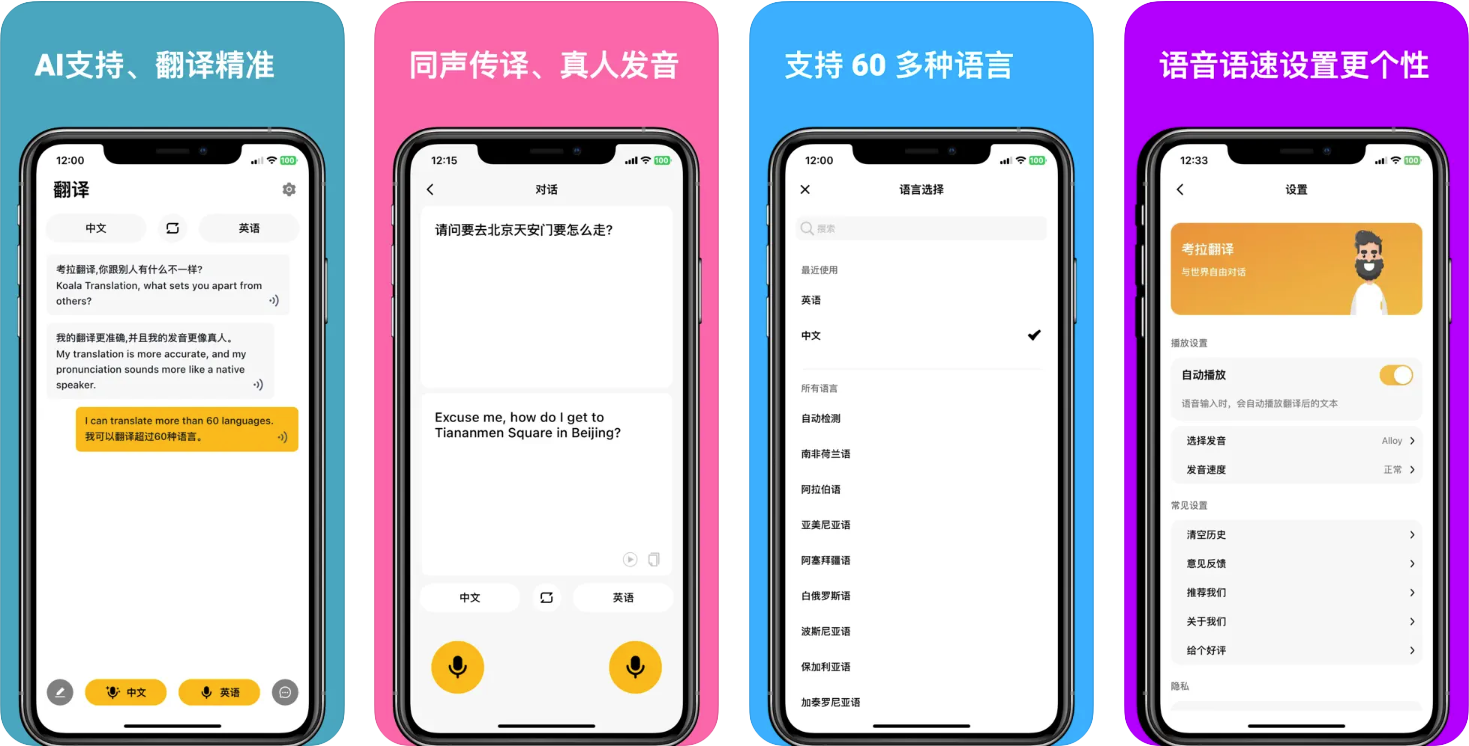 AI支持、翻译精准
12:00
100
翻译
中文
英语
考拉翻译,你跟别人有什么不一样?
Koala Translation, what sets you apart from
others?
我的翻译更准确,并且我的发音更像真人。
My translation is more accurate, and my
pronunciation sounds more like a native
speaker.
I can translate more than 60 languages.
我可以翻译超过60种语言。
中文
英语
同声传译、真人发音
12:15
100
对话
请问要去北京天安门要怎么走?
Excuse me, how do I get to
Tiananmen Square in Beijing?
中文
英语
支持 60 多种语言
12:00
100
语言选择
搜索
最近使用
英语
中文
所有语言
自动检测
南非荷兰语
阿拉伯语
亚美尼亚语
阿塞拜疆语
白俄罗斯语
波斯尼亚语
保加利亚语
加泰罗尼亚语
语音语速设置更个性
12:33
100
设置
考拉翻译
与世界自由对话
播放设置
自动播放
语音输入时，会自动播放翻译后的文本
选择发音 Alloy
发音速度 正常
常见设置
清空历史
意见反馈
推荐我们
关于我们
给个好评
隐私